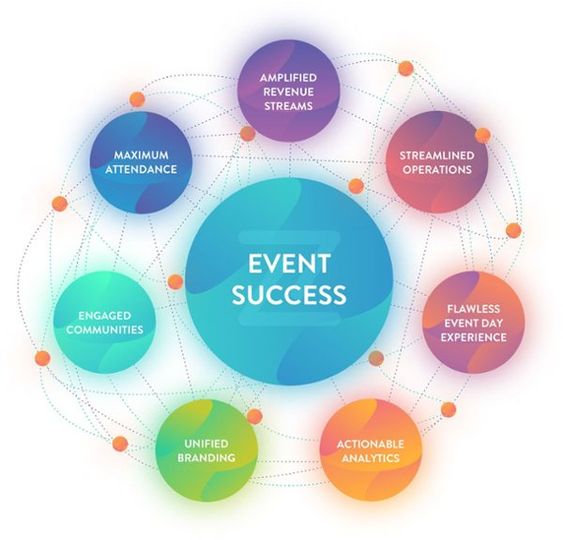 AMPLIFIED
REVENUE
STREAMS
MAXIMUM
ATTENDANCE
STREAMLINED
OPERATIONS
EVENT
SUCCESS
ENGAGED
COMMUNITIES
FLAWLESS
EVENT DAY
EXPERIENCE
UNIFIED
BRANDING
ACTIONABLE
ANALYTICS